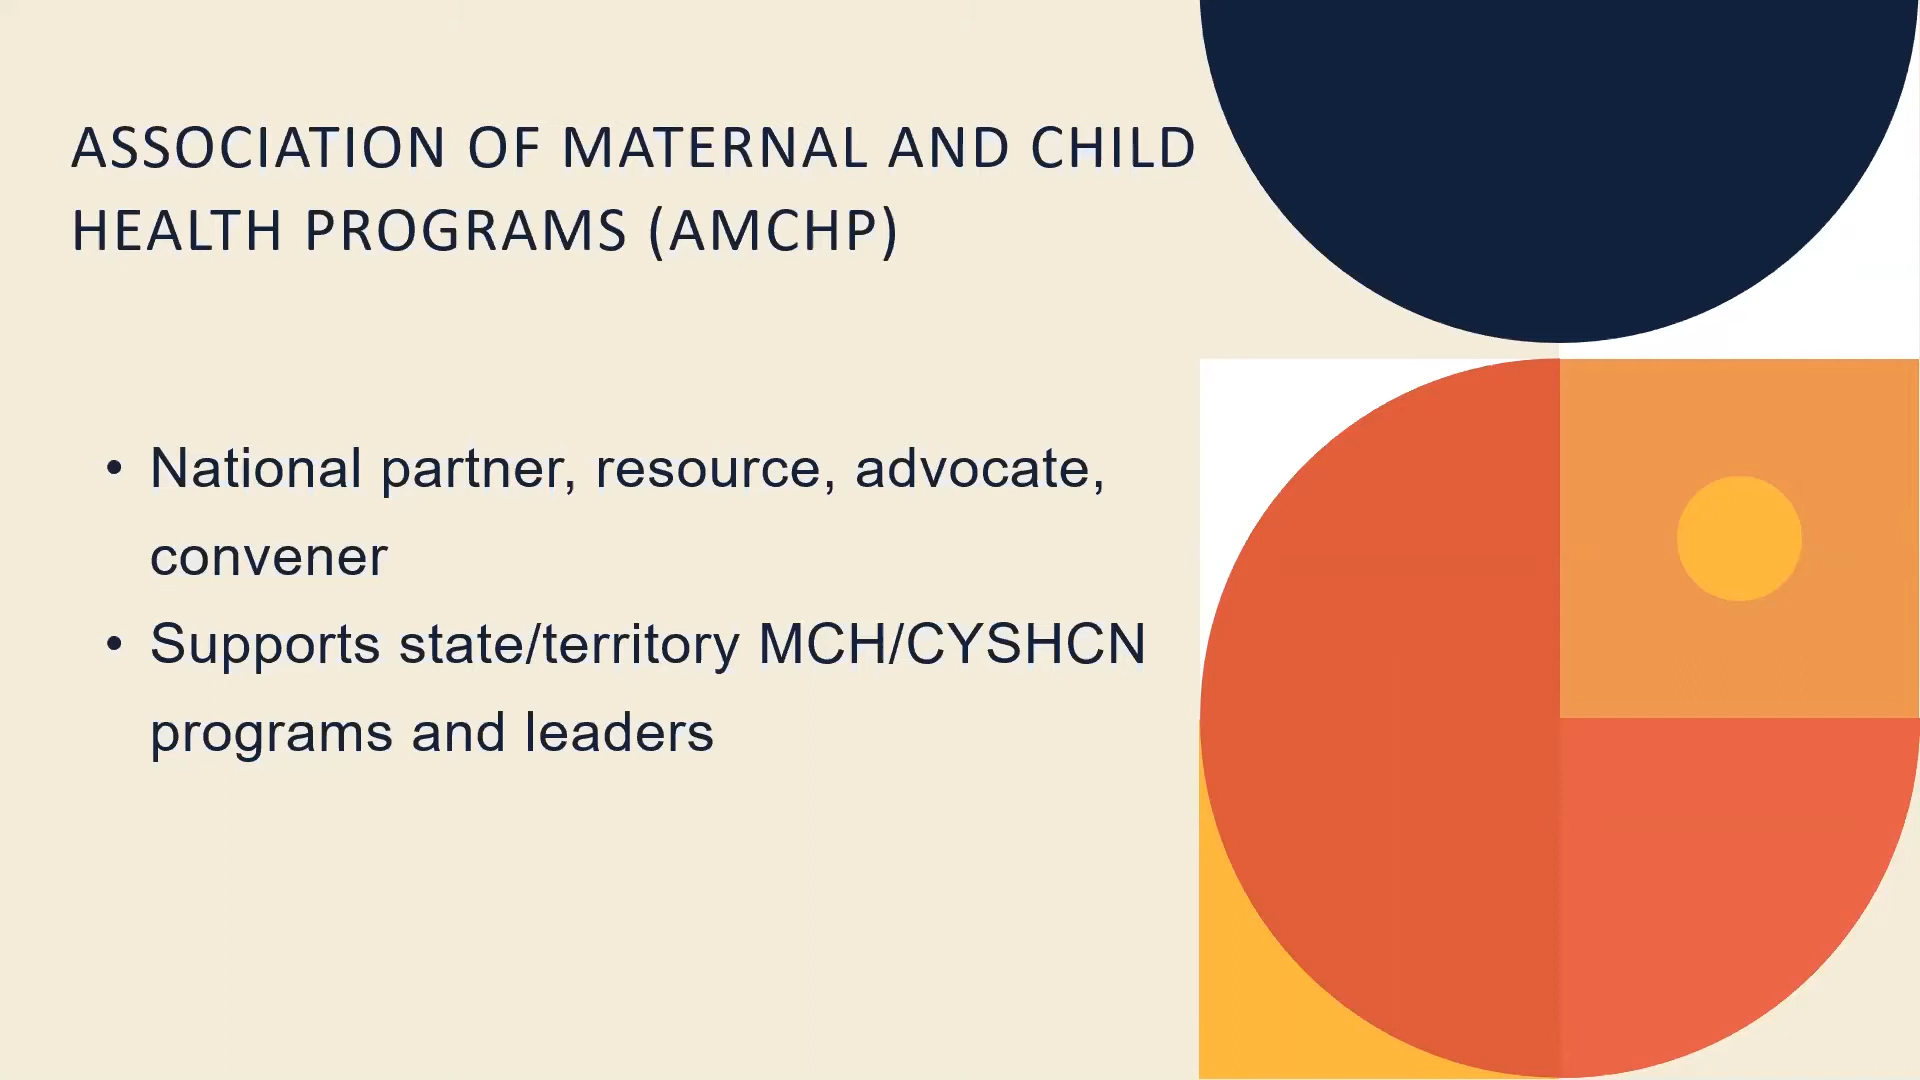 ASSOCIATION OF MATERNAL AND CHILD
HEALTH PROGRAMS (AMCHP)
• National partner, resource, advocate,
convener
• Supports state/territory MCH/CYSHCN
programs and leaders